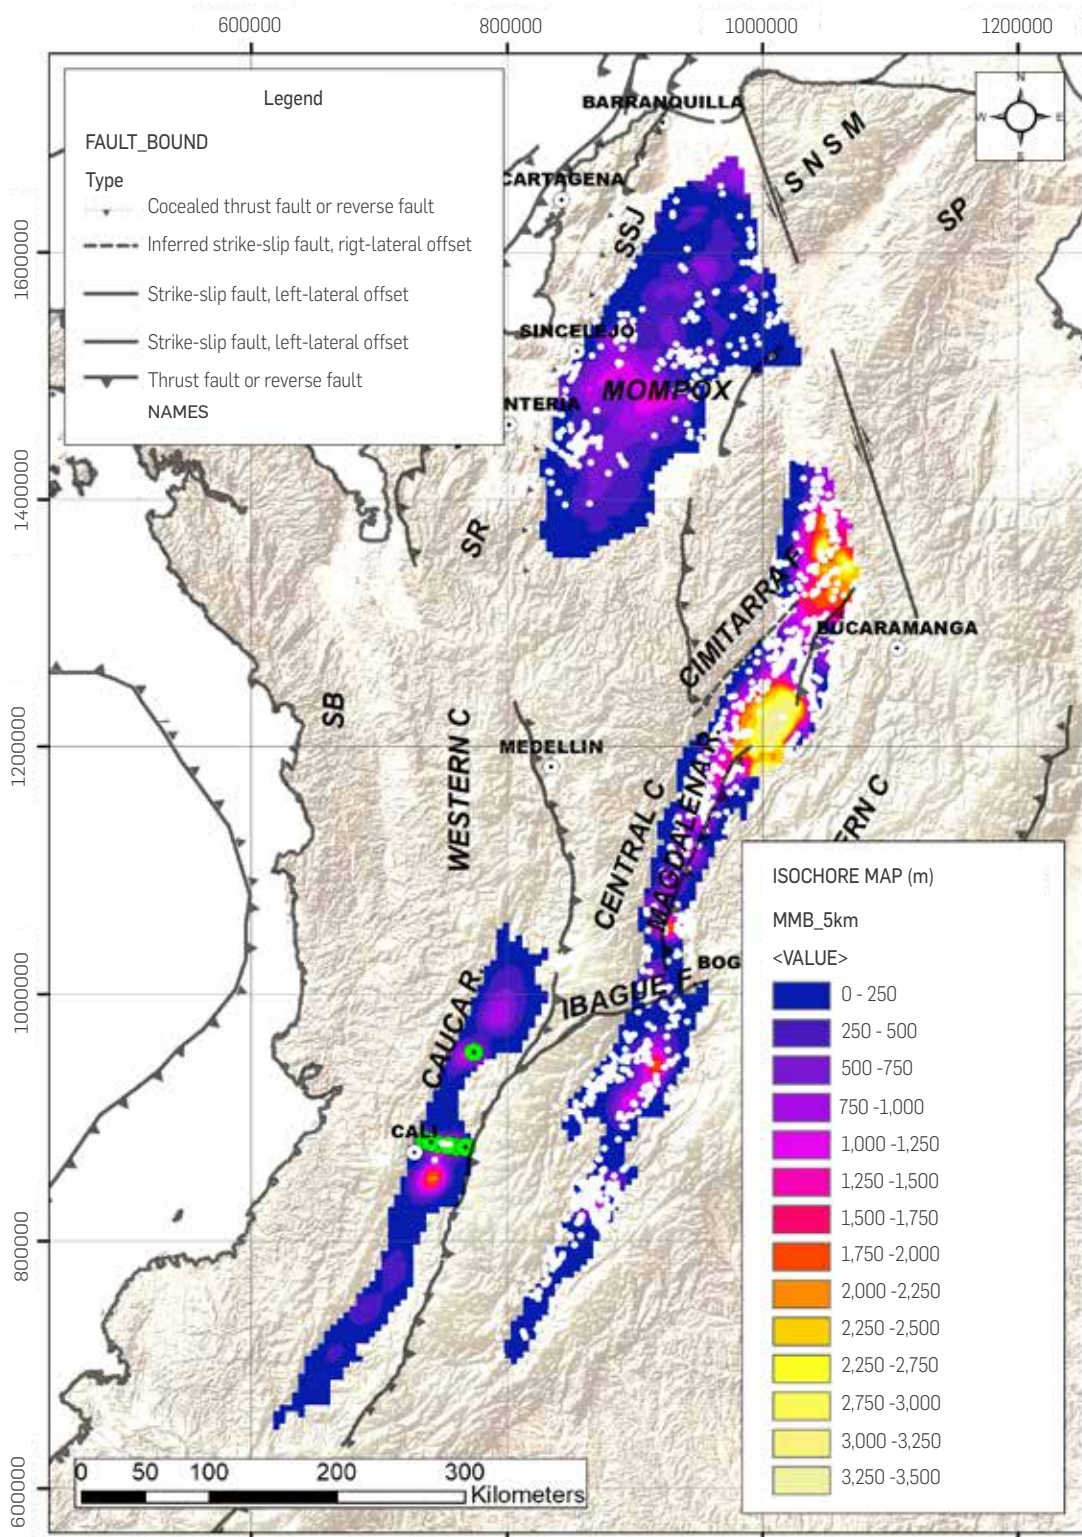 600000
800000
1000000
1200000
Legend
FAULT_BOUND
Type
Cocealed thrust fault or reverse fault
Inferred strike-slip fault, rigt-lateral offset
Strike-slip fault, left-lateral offset
Strike-slip fault, left-lateral offset
Thrust fault or reverse fault
NAMES
N
W
E
S
BARRANQUILLA
CARTAGENA
S N S M
SSJ
SP
1600000
SINCELEJO
MOMPOX
NTERIA
1400000
SR
CIMITARRA F
BUCARAMANGA
SB
WESTERN C
MEDELLIN
1200000
CENTRAL C
MAGDALENA R
ERN C
1000000
CAUCA R
IBAGUE F.
BOG
CALI
800000
600000
ISOCHORE MAP (m)
MMB_5km
<VALUE>
0 - 250
250 - 500
500 -750
750 -1,000
1,000 -1,250
1,250 -1,500
1,500 -1,750
1,750 -2,000
2,000 -2,250
2,250 -2,500
2,250 -2,750
2,750 -3,000
3,000 -3,250
3,250 -3,500
0 50 100 200 300
Kilometers